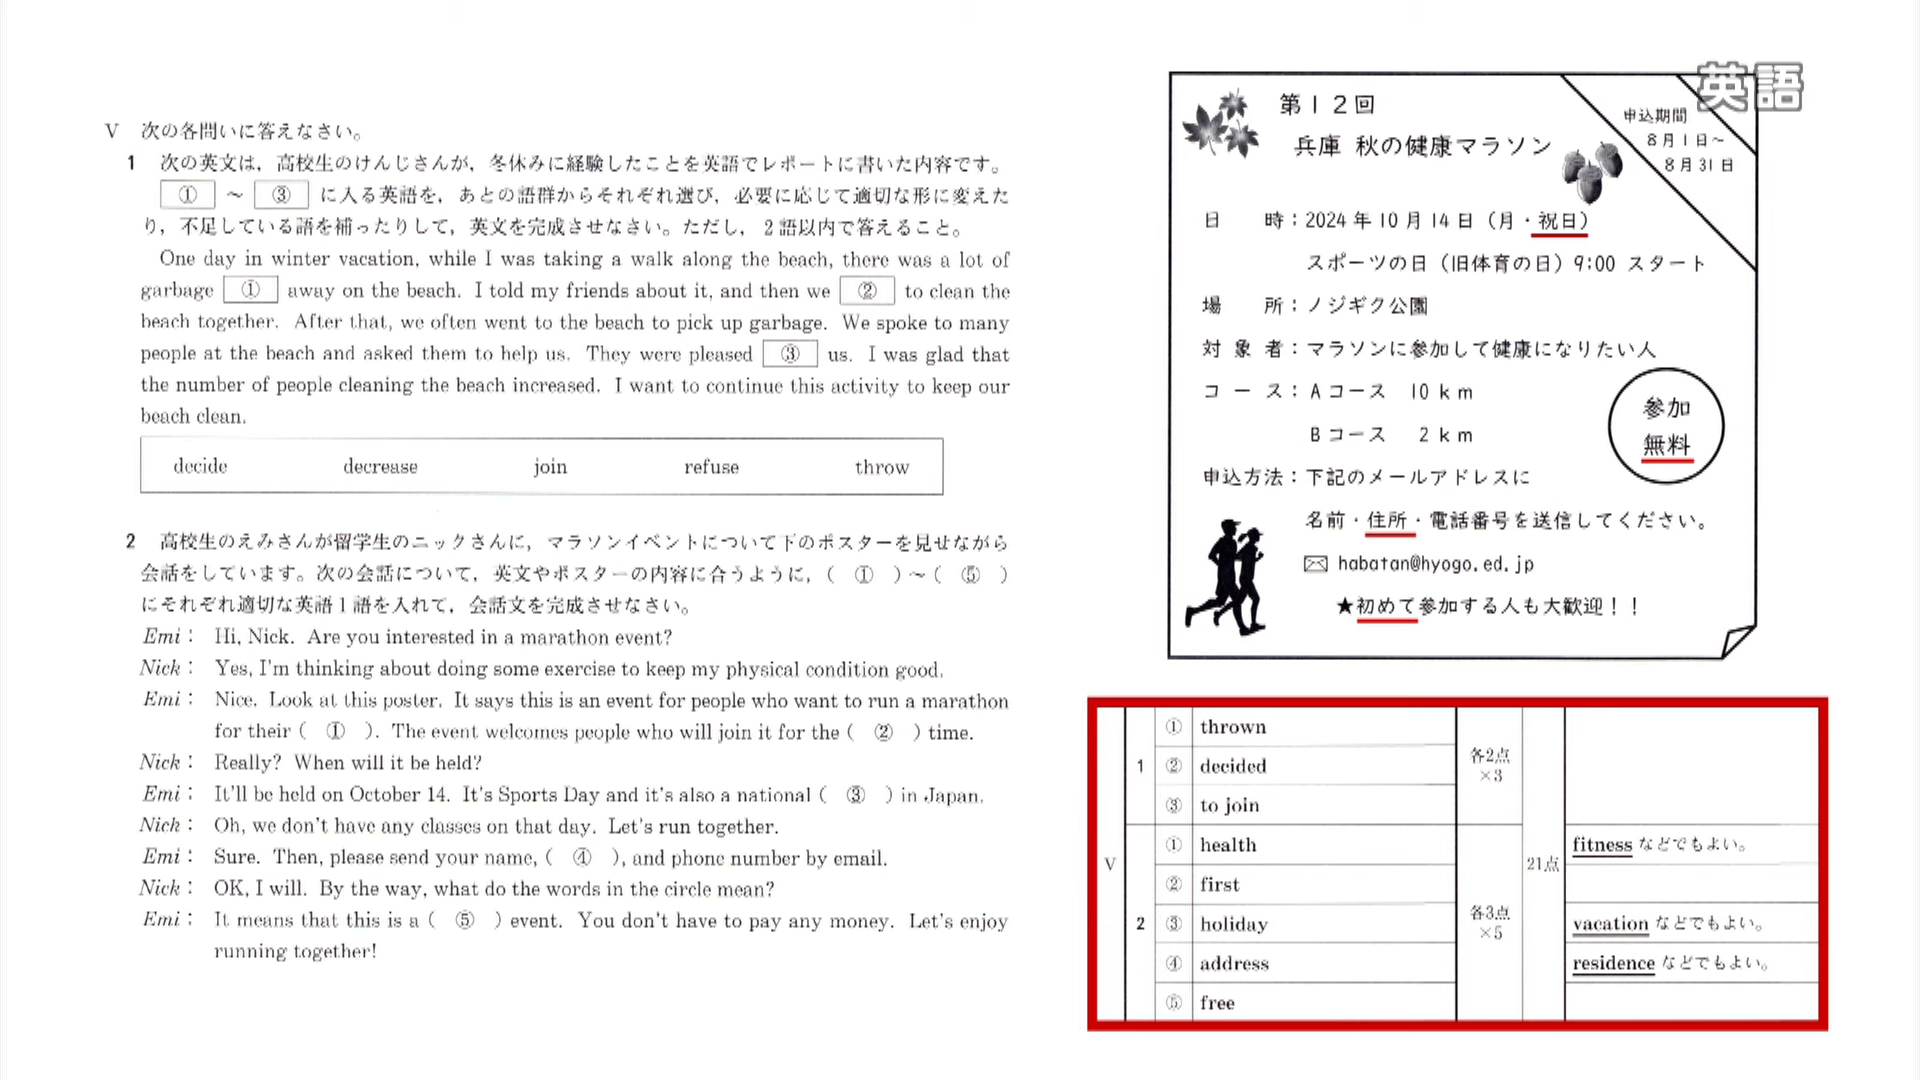 英語
V 次の各問いに答えなさい。
1 次の英文は，高校生のけんじさんが，冬休みに経験したことを英語でレポートに書いた内容です。
① ～ ③ に入る英語を，あとの語群からそれぞれ選び，必要に応じて適切な形に変えた
り，不足している語を補ったりして，英文を完成させなさい。ただし，2語以内で答えること。
One day in winter vacation, while I was taking a walk along the beach, there was a lot of
garbage ① away on the beach. I told my friends about it, and then we ② to clean the
beach together. After that, we often went to the beach to pick up garbage. We spoke to many
people at the beach and asked them to help us. They were pleased ③ us. I was glad that
the number of people cleaning the beach increased. I want to continue this activity to keep our
beach clean.
decide decrease join refuse throw
2 高校生のえみさんが留学生のニックさんに，マラソンイベントについて下のポスターを見せながら
会話をしています。次の会話について，英文やポスターの内容に合うように，( ① )～( ⑤ )
にそれぞれ適切な英語1語を入れて，会話文を完成させなさい。
Emi： Hi, Nick. Are you interested in a marathon event?
Nick： Yes, I'm thinking about doing some exercise to keep my physical condition good.
Emi： Nice. Look at this poster. It says this is an event for people who want to run a marathon
for their ( ① ). The event welcomes people who will join it for the ( ② ) time.
Nick： Really? When will it be held?
Emi： It'll be held on October 14. It's Sports Day and it's also a national ( ③ ) in Japan.
Nick： Oh, we don't have any classes on that day. Let's run together.
Emi： Sure. Then, please send your name, ( ④ ), and phone number by email.
Nick： OK, I will. By the way, what do the words in the circle mean?
Emi： It means that this is a ( ⑤ ) event. You don't have to pay any money. Let's enjoy
running together!
第12回
兵庫 秋の健康マラソン
申込期間
8月1日～
8月31日
日 時：2024年10月14日（月・祝日）
スポーツの日（旧体育の日）9:00 スタート
場 所：ノジギク公園
対象者：マラソンに参加して健康になりたい人
コース：Aコース 10km
Bコース 2km
参加
無料
申込方法：下記のメールアドレスに
名前・住所・電話番号を送信してください。
habatan@hyogo.ed.jp
★初めて参加する人も大歓迎！！
V
1
① thrown
② decided
③ to join
各2点
×3
2
① health
② first
③ holiday
④ address
⑤ free
各3点
×5
21点
fitness などでもよい。
vacation などでもよい。
residence などでもよい。